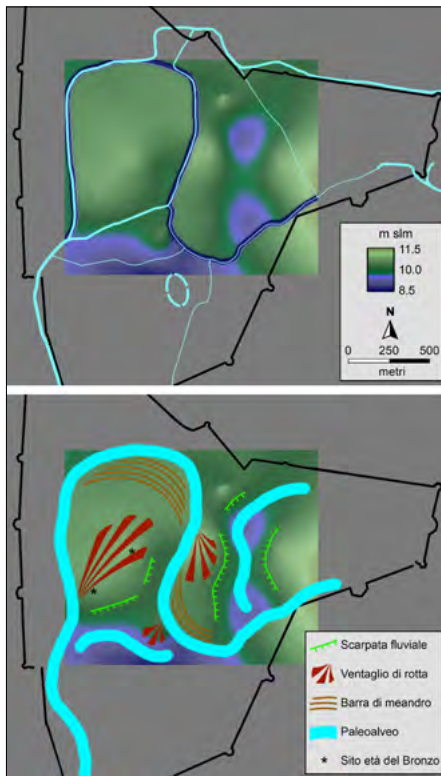 m slm
11.5
10.0
8.5
N
0 250 500
metri
Scarpata fluviale
Ventaglio di rotta
Barra di meandro
Paleoalveo
Sito età del Bronzo